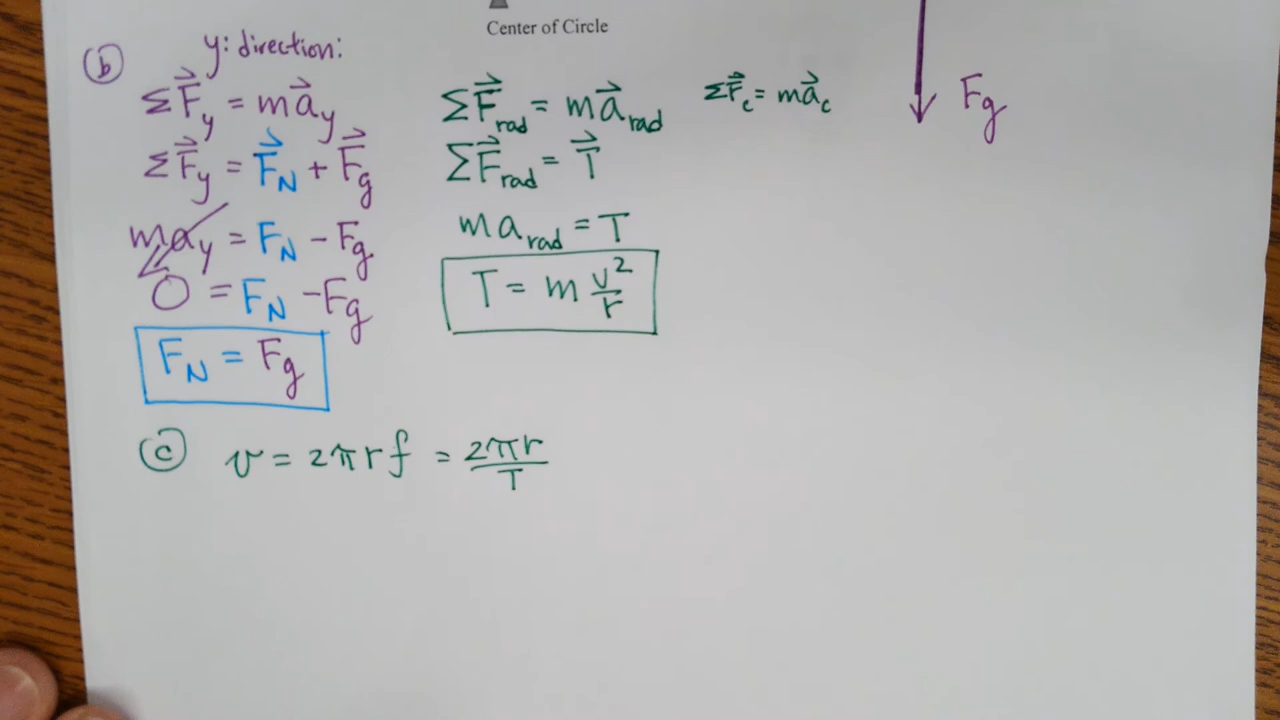 Center of Circle
Fg
(b) y: direction:
ΣF⃗y = ma⃗y
ΣF⃗y = F⃗N + F⃗g
may = FN - Fg
0 = FN - Fg
FN = Fg
ΣF⃗rad = ma⃗rad
ΣF⃗rad = T⃗
marad = T
T = m v²/r
ΣF⃗c = ma⃗c
(c) v = 2πrf = 2πr/T